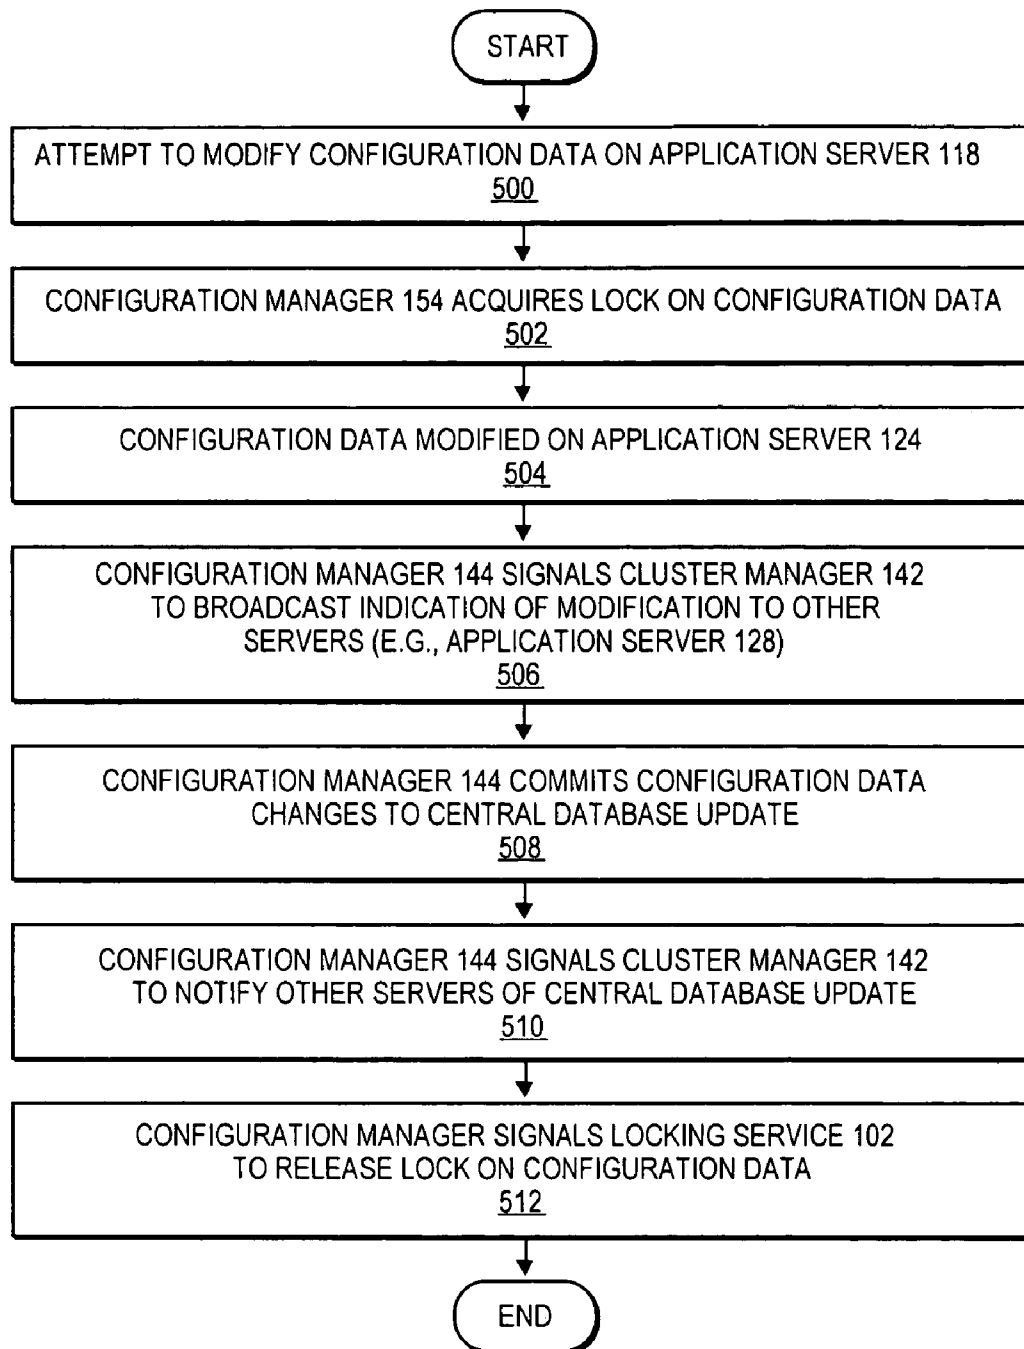 START
ATTEMPT TO MODIFY CONFIGURATION DATA ON APPLICATION SERVER 118
500
CONFIGURATION MANAGER 154 ACQUIRES LOCK ON CONFIGURATION DATA
502
CONFIGURATION DATA MODIFIED ON APPLICATION SERVER 124
504
CONFIGURATION MANAGER 144 SIGNALS CLUSTER MANAGER 142
TO BROADCAST INDICATION OF MODIFICATION TO OTHER
SERVERS (E.G., APPLICATION SERVER 128)
506
CONFIGURATION MANAGER 144 COMMITS CONFIGURATION DATA
CHANGES TO CENTRAL DATABASE UPDATE
508
CONFIGURATION MANAGER 144 SIGNALS CLUSTER MANAGER 142
TO NOTIFY OTHER SERVERS OF CENTRAL DATABASE UPDATE
510
CONFIGURATION MANAGER SIGNALS LOCKING SERVICE 102
TO RELEASE LOCK ON CONFIGURATION DATA
512
END